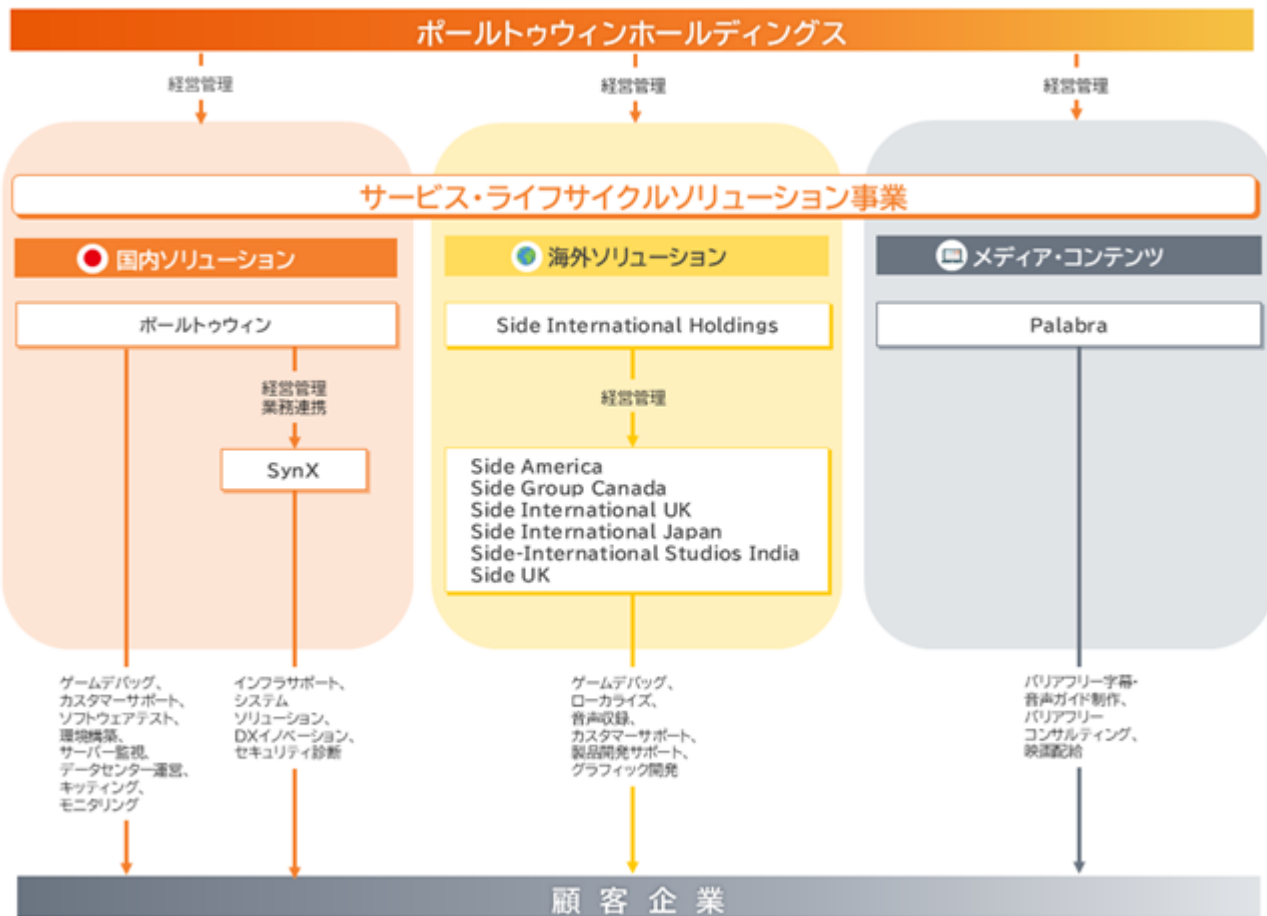 ポールトゥウィンホールディングス
経営管理
経営管理
経営管理
サービス・ライフサイクルソリューション事業
国内ソリューション
ポールトゥウィン
経営管理
業務連携
SynX
海外ソリューション
Side International Holdings
経営管理
Side America
Side Group Canada
Side International UK
Side International Japan
Side-International Studios India
Side UK
メディア・コンテンツ
Palabra
ゲームデバッグ、
カスタマーサポート、
ソフトウェアテスト、
環境構築、
サーバー監視、
データセンター運営、
キッティング、
モニタリング
インフラサポート、
システム
ソリューション、
DXイノベーション、
セキュリティ診断
ゲームデバッグ、
ローカライズ、
音声収録、
カスタマーサポート、
製品開発サポート、
グラフィック開発
バリアフリー字幕・
音声ガイド制作、
バリアフリー
コンサルティング、
映画配給
顧客企業